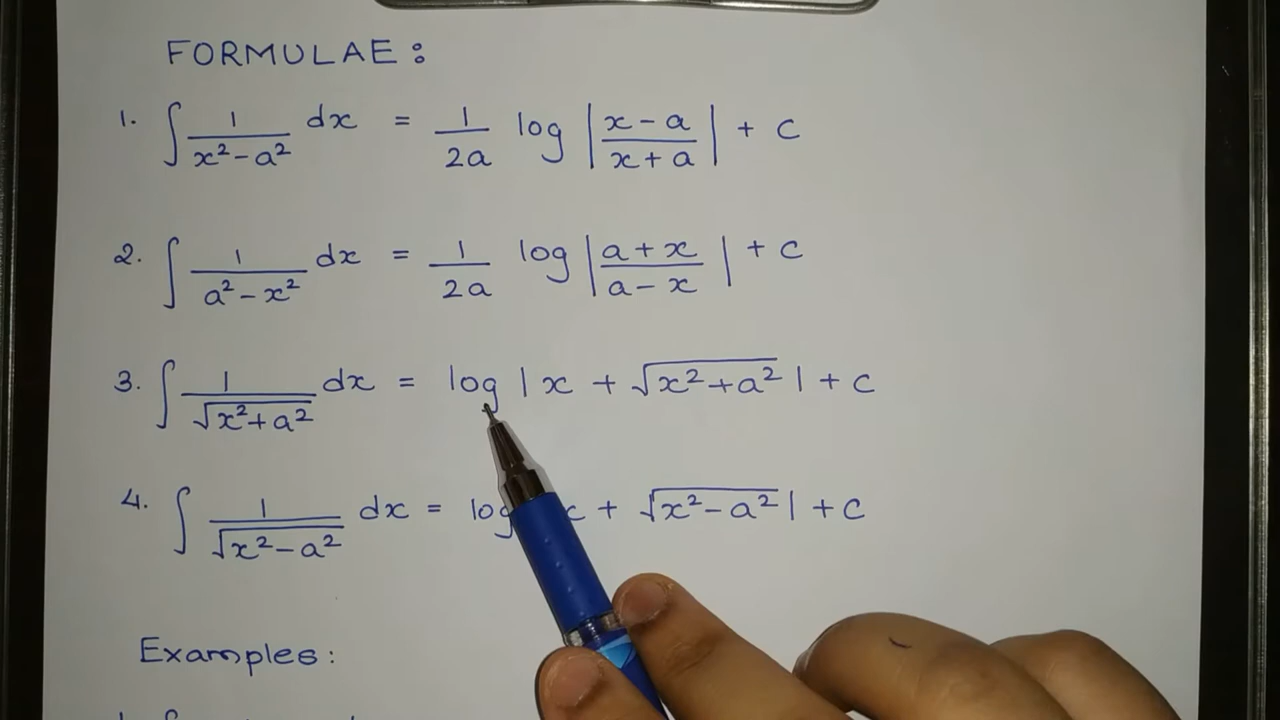 FORMULAE :
1. ∫ 1/(x² - a²) dx = 1/(2a) log |(x - a)/(x + a)| + c
2. ∫ 1/(a² - x²) dx = 1/(2a) log |(a + x)/(a - x)| + c
3. ∫ 1/√(x² + a²) dx = log | x + √(x² + a²) | + c
4. ∫ 1/√(x² - a²) dx = log x + √(x² - a²) | + c
Examples :